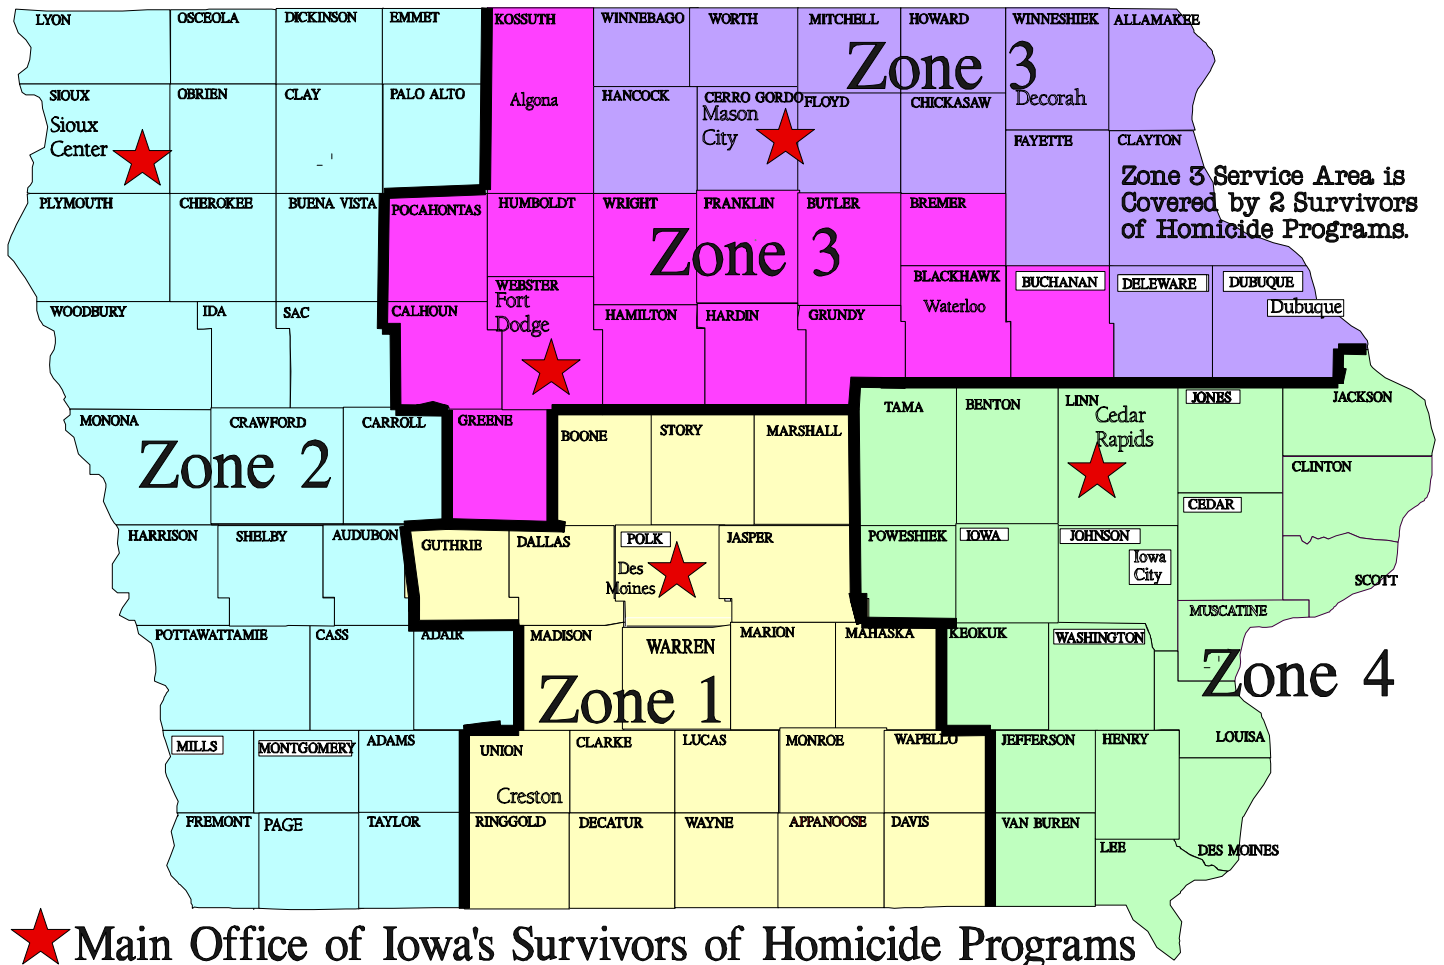 LYON
OSCEOLA
DICKINSON
EMMET
KOSSUTH
WINNEBAGO
WORTH
MITCHELL
HOWARD
WINNESHIEK
ALLAMAKEE
Zone 3
SIOUX
OBRIEN
CLAY
PALO ALTO
Algona
HANCOCK
CERRO GORDO
FLOYD
CHICKASAW
Decorah
Sioux
Center
Mason
City
FAYETTE
CLAYTON
Zone 3 Service Area is
Covered by 2 Survivors
of Homicide Programs.
PLYMOUTH
CHEROKEE
BUENA VISTA
POCAHONTAS
HUMBOLDT
WRIGHT
FRANKLIN
BUTLER
BREMER
Zone 3
WEBSTER
BLACKHAWK
BUCHANAN
DELEWARE
DUBUQUE
Fort
Dodge
Waterloo
Dubuque
WOODBURY
IDA
SAC
CALHOUN
HAMILTON
HARDIN
GRUNDY
MONONA
CRAWFORD
CARROLL
GREENE
BOONE
STORY
MARSHALL
TAMA
BENTON
LINN
JONES
JACKSON
Cedar
Rapids
Zone 2
CLINTON
CEDAR
HARRISON
SHELBY
AUDUBON
GUTHRIE
DALLAS
POLK
JASPER
POWESHIEK
IOWA
JOHNSON
Des
Moines
Iowa
City
SCOTT
MUSCATINE
POTTAWATTAMIE
CASS
ADAIR
MADISON
WARREN
MARION
MAHASKA
KEOKUK
WASHINGTON
Zone 1
Zone 4
LOUISA
MILLS
MONTGOMERY
ADAMS
UNION
CLARKE
LUCAS
MONROE
WAPELLO
JEFFERSON
HENRY
Creston
FREMONT
PAGE
TAYLOR
RINGGOLD
DECATUR
WAYNE
APPANOOSE
DAVIS
VAN BUREN
LEE
DES MOINES
Main Office of Iowa's Survivors of Homicide Programs